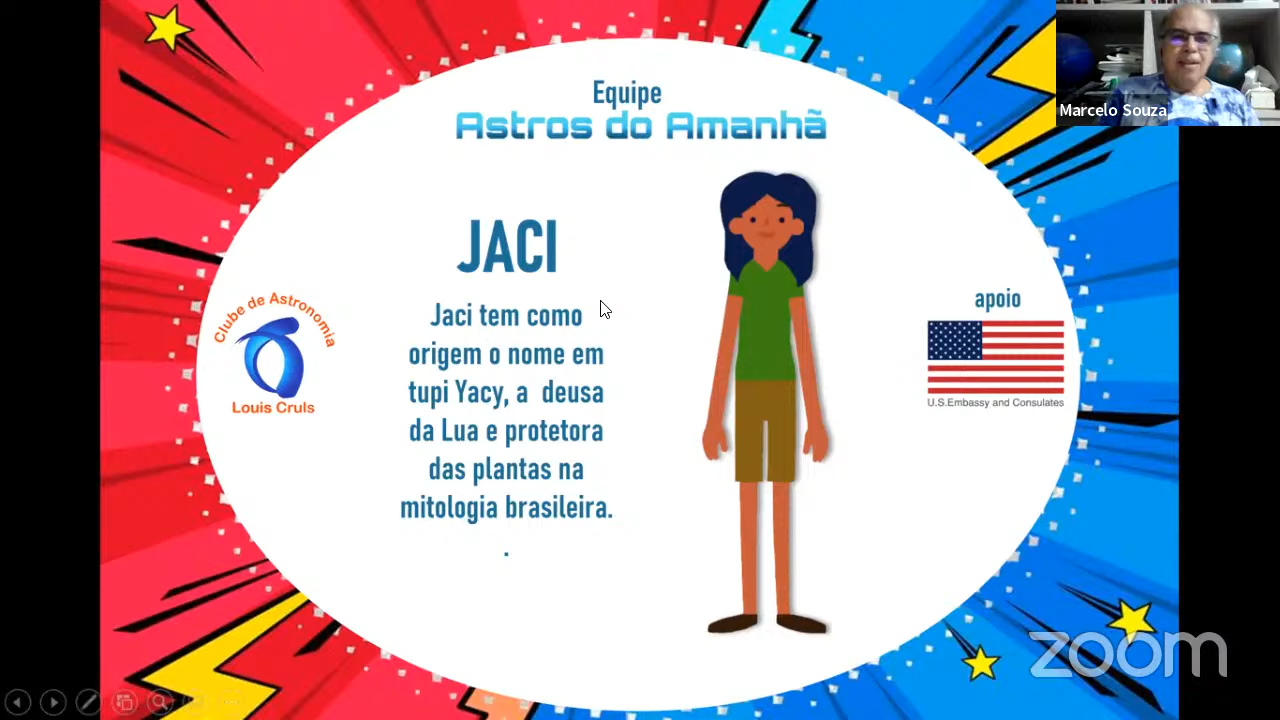 Equipe
Astros do Amanhã
Marcelo Souza
JACI
Jaci tem como
origem o nome em
tupi Yacy, a deusa
da Lua e protetora
das plantas na
mitologia brasileira.
.
Clube de Astronomia
Louis Cruls
apoio
U.S.Embassy and Consulates
zoom